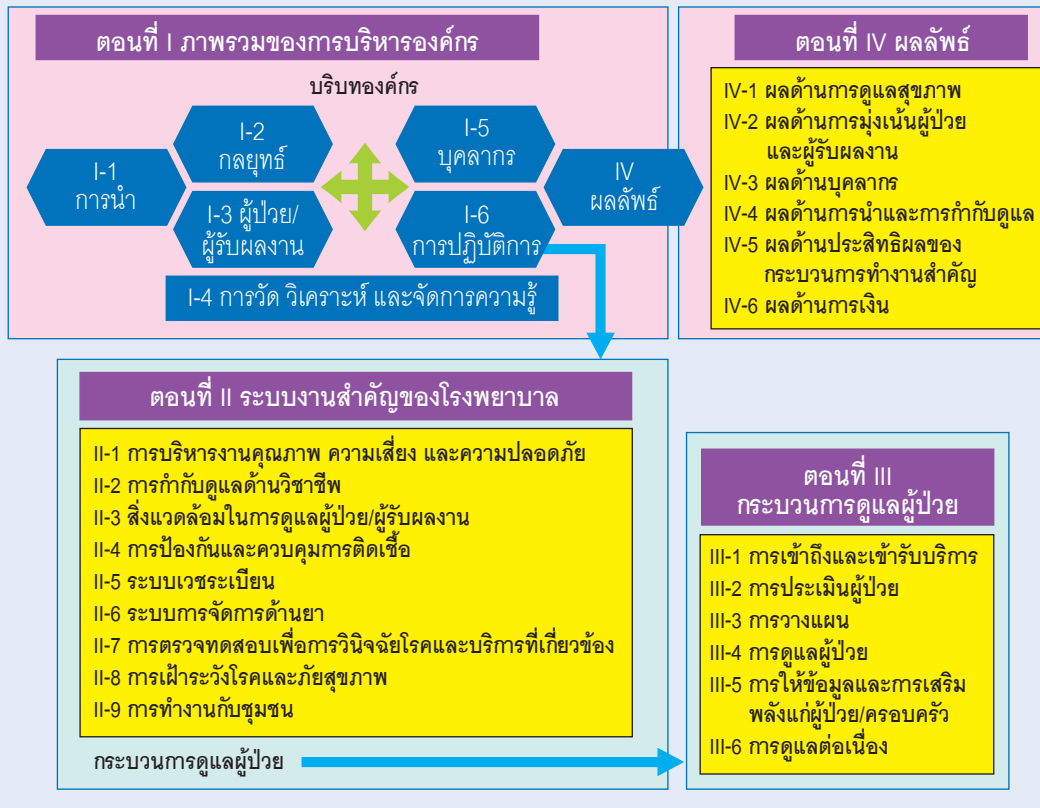 ตอนที่ I ภาพรวมของการบริหารองค์กร
บริบทองค์กร
I-1
การนำ
I-2
กลยุทธ์
I-3 ผู้ป่วย/
ผู้รับผลงาน
I-5
บุคลากร
I-6
การปฏิบัติการ
IV
ผลลัพธ์
I-4 การวัด วิเคราะห์ และจัดการความรู้
ตอนที่ IV ผลลัพธ์
IV-1 ผลด้านการดูแลสุขภาพ
IV-2 ผลด้านการมุ่งเน้นผู้ป่วย
และผู้รับผลงาน
IV-3 ผลด้านบุคลากร
IV-4 ผลด้านการนำและการกำกับดูแล
IV-5 ผลด้านประสิทธิผลของ
กระบวนการทำงานสำคัญ
IV-6 ผลด้านการเงิน
ตอนที่ II ระบบงานสำคัญของโรงพยาบาล
II-1 การบริหารงานคุณภาพ ความเสี่ยง และความปลอดภัย
II-2 การกำกับดูแลด้านวิชาชีพ
II-3 สิ่งแวดล้อมในการดูแลผู้ป่วย/ผู้รับผลงาน
II-4 การป้องกันและควบคุมการติดเชื้อ
II-5 ระบบเวชระเบียน
II-6 ระบบการจัดการด้านยา
II-7 การตรวจทดสอบเพื่อการวินิจฉัยโรคและบริการที่เกี่ยวข้อง
II-8 การเฝ้าระวังโรคและภัยสุขภาพ
II-9 การทำงานกับชุมชน
กระบวนการดูแลผู้ป่วย
ตอนที่ III
กระบวนการดูแลผู้ป่วย
III-1 การเข้าถึงและเข้ารับบริการ
III-2 การประเมินผู้ป่วย
III-3 การวางแผน
III-4 การดูแลผู้ป่วย
III-5 การให้ข้อมูลและการเสริม
พลังแก่ผู้ป่วย/ครอบครัว
III-6 การดูแลต่อเนื่อง